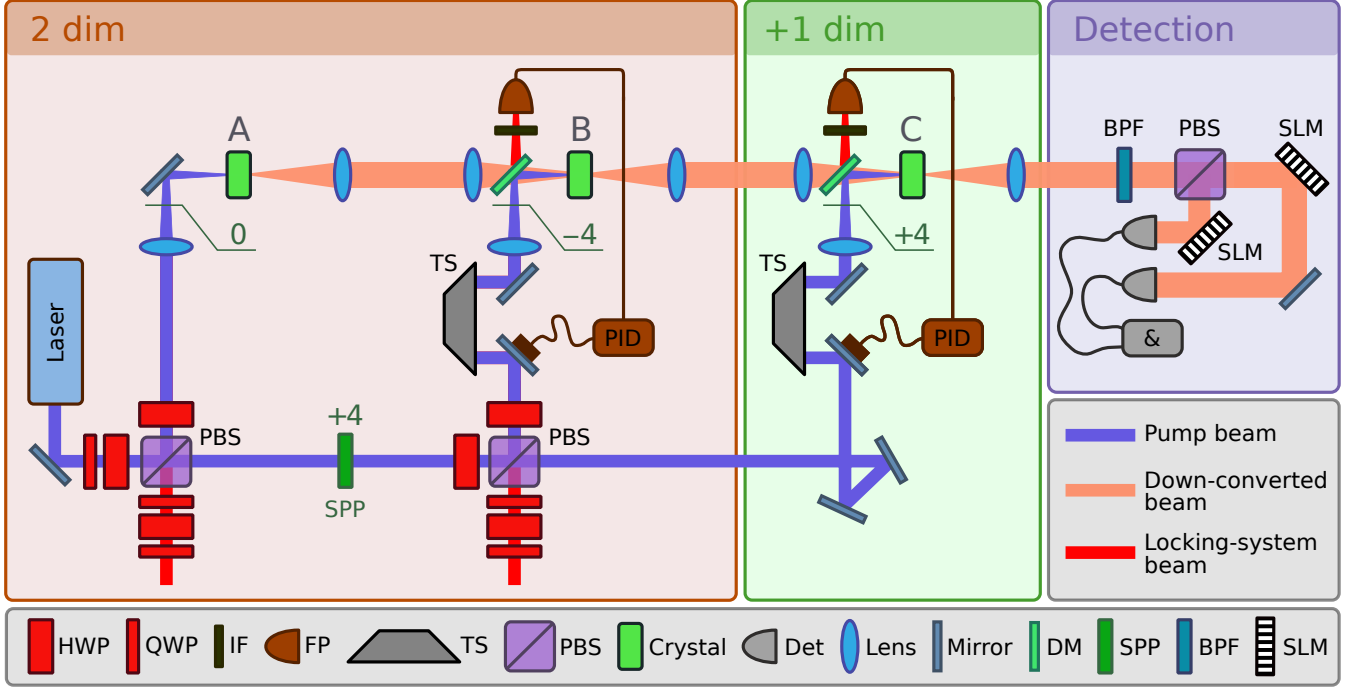 2 dim
+1 dim
Detection
A
B
C
BPF
PBS
SLM
0
−4
+4
SLM
TS
TS
Laser
PID
PID
&
+4
PBS
PBS
SPP
Pump beam
Down-converted
beam
Locking-system
beam
HWP
QWP
IF
FP
TS
PBS
Crystal
Det
Lens
Mirror
DM
SPP
BPF
SLM